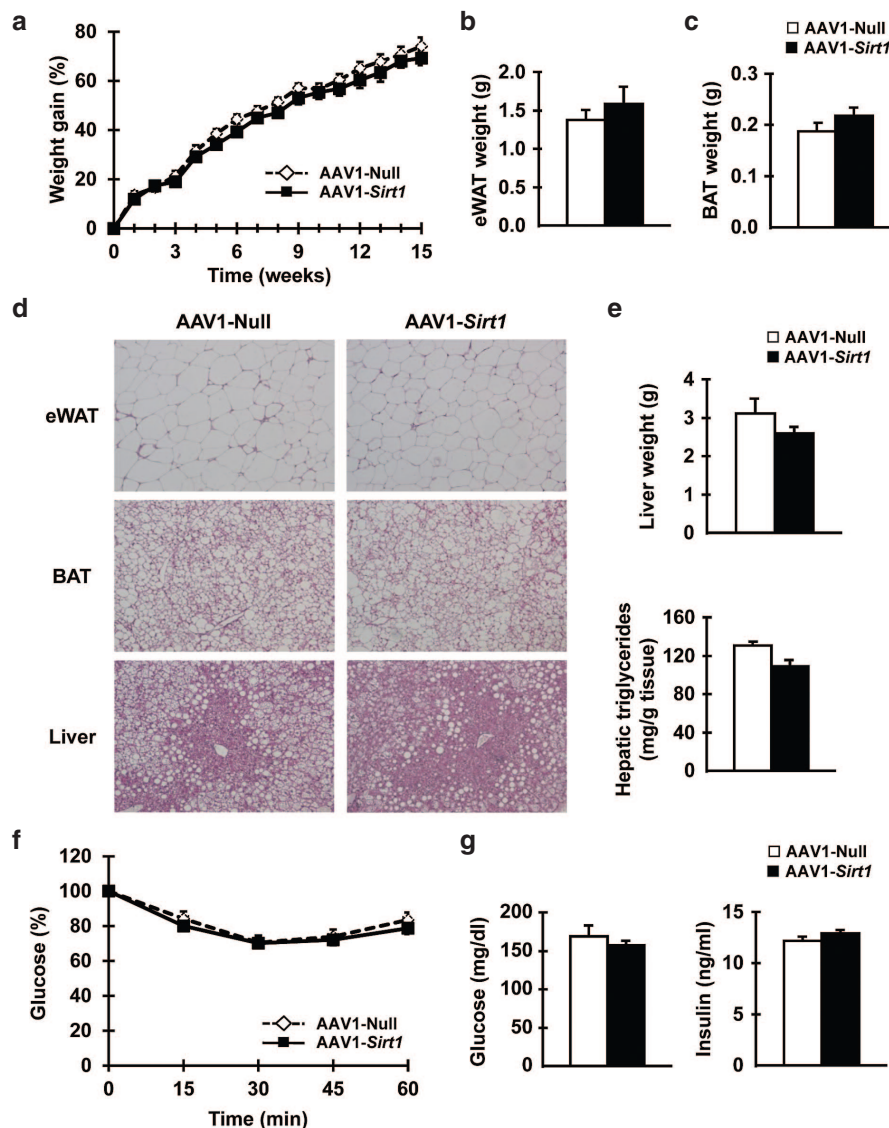 a
80
60
40
20
0
Weight gain (%)
AAV1-Null
AAV1-Sirt1
0 3 6 9 12 15
Time (weeks)
b
2.0
1.5
1.0
0.5
0.0
eWAT weight (g)
c
AAV1-Null
AAV1-Sirt1
0.3
0.2
0.1
0.0
BAT weight (g)
d
AAV1-Null AAV1-Sirt1
eWAT
BAT
Liver
e
AAV1-Null
AAV1-Sirt1
4
3
2
1
0
Liver weight (g)
160
120
80
40
0
Hepatic triglycerides
(mg/g tissue)
f
120
100
80
60
40
20
0
Glucose (%)
AAV1-Null
AAV1-Sirt1
0 15 30 45 60
Time (min)
g
AAV1-Null
AAV1-Sirt1
200
150
100
50
0
Glucose (mg/dl)
15
10
5
0
Insulin (ng/ml)